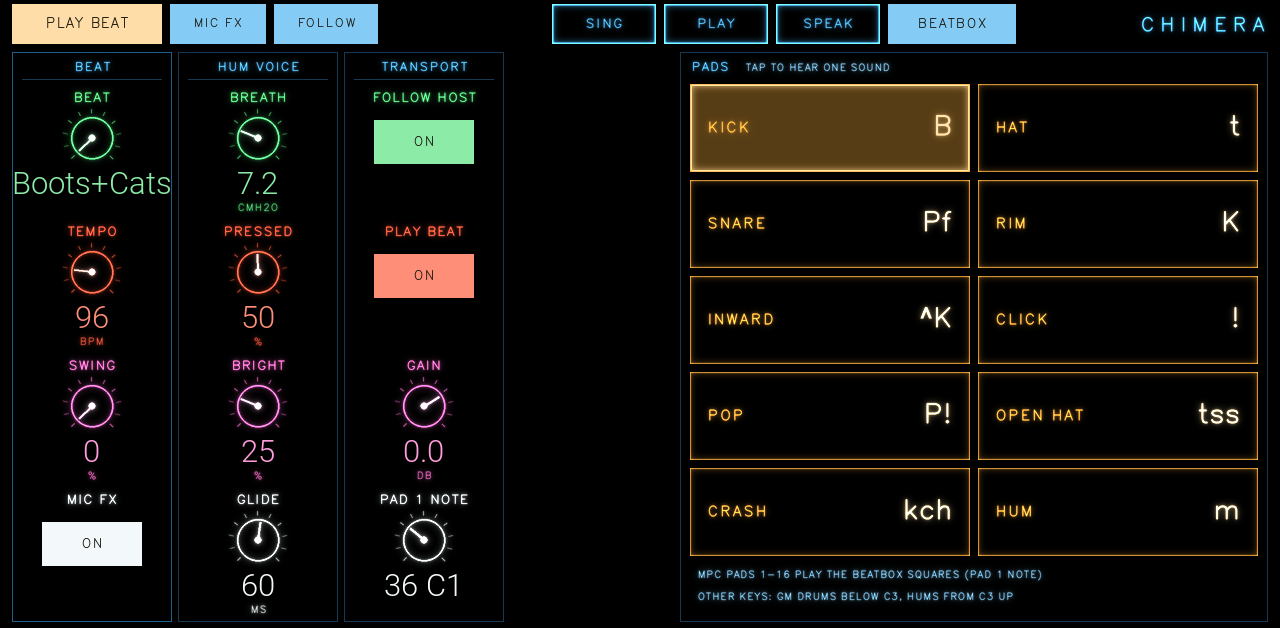 PLAY BEAT
MIC FX
FOLLOW
SING
PLAY
SPEAK
BEATBOX
CHIMERA
BEAT
BEAT
Boots+Cats
TEMPO
96
BPM
SWING
0
%
MIC FX
ON
HUM VOICE
BREATH
7.2
CMH2O
PRESSED
50
%
BRIGHT
25
%
GLIDE
60
MS
TRANSPORT
FOLLOW HOST
ON
PLAY BEAT
ON
GAIN
0.0
DB
PAD 1 NOTE
36 C1
PADS TAP TO HEAR ONE SOUND
KICK B
HAT t
SNARE Pf
RIM K
INWARD ^K
CLICK !
POP P!
OPEN HAT tss
CRASH kch
HUM m
MPC PADS 1–16 PLAY THE BEATBOX SQUARES (PAD 1 NOTE)
OTHER KEYS: GM DRUMS BELOW C3, HUMS FROM C3 UP